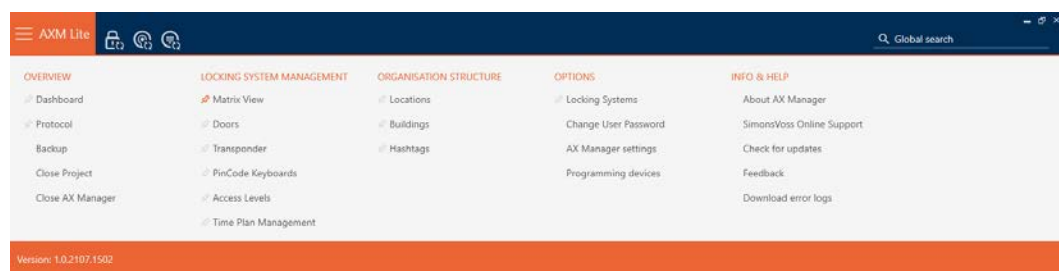 AXM Lite
Global search
OVERVIEW
Dashboard
Protocol
Backup
Close Project
Close AX Manager
LOCKING SYSTEM MANAGEMENT
Matrix View
Doors
Transponder
PinCode Keyboards
Access Levels
Time Plan Management
ORGANISATION STRUCTURE
Locations
Buildings
Hashtags
OPTIONS
Locking Systems
Change User Password
AX Manager settings
Programming devices
INFO & HELP
About AX Manager
SimonsVoss Online Support
Check for updates
Feedback
Download error logs
Version: 1.0.2107.1502